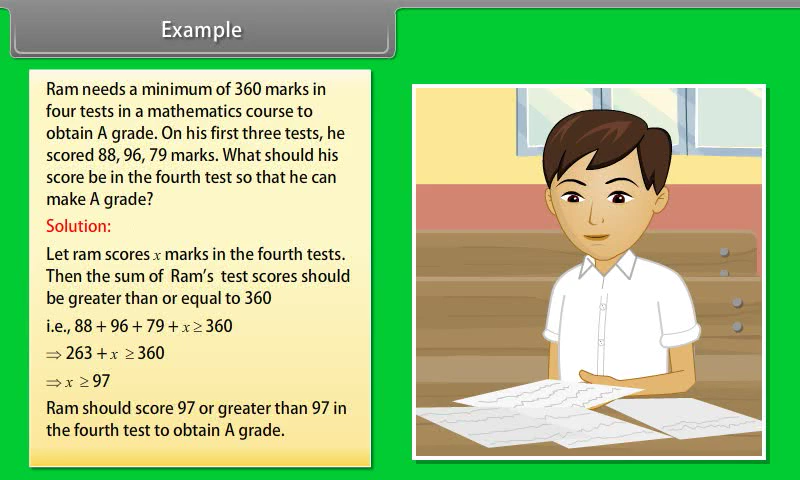 Example
Ram needs a minimum of 360 marks in
four tests in a mathematics course to
obtain A grade. On his first three tests, he
scored 88, 96, 79 marks. What should his
score be in the fourth test so that he can
make A grade?
Solution:
Let ram scores x marks in the fourth tests.
Then the sum of Ram's test scores should
be greater than or equal to 360
i.e., 88 + 96 + 79 + x ≥ 360
⇒ 263 + x ≥ 360
⇒ x ≥ 97
Ram should score 97 or greater than 97 in
the fourth test to obtain A grade.